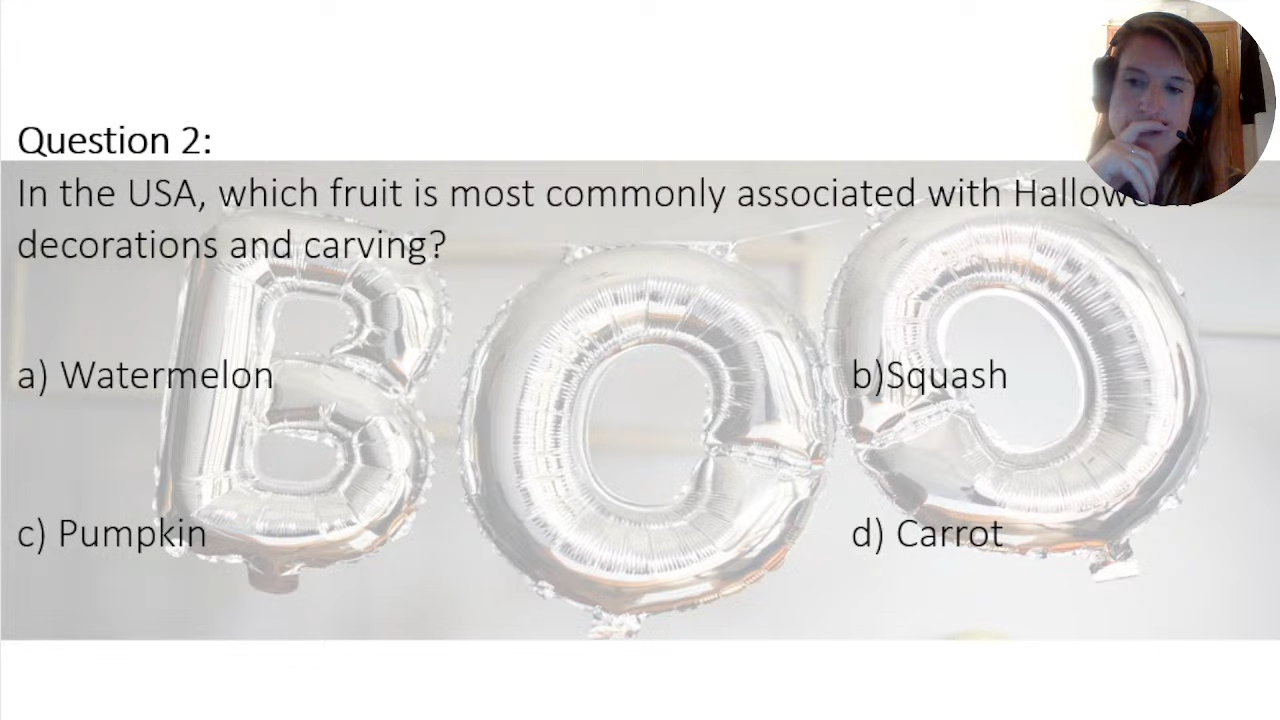 Question 2:
In the USA, which fruit is most commonly associated with Halloween
decorations and carving?
a) Watermelon
b)Squash
c) Pumpkin
d) Carrot
BOO